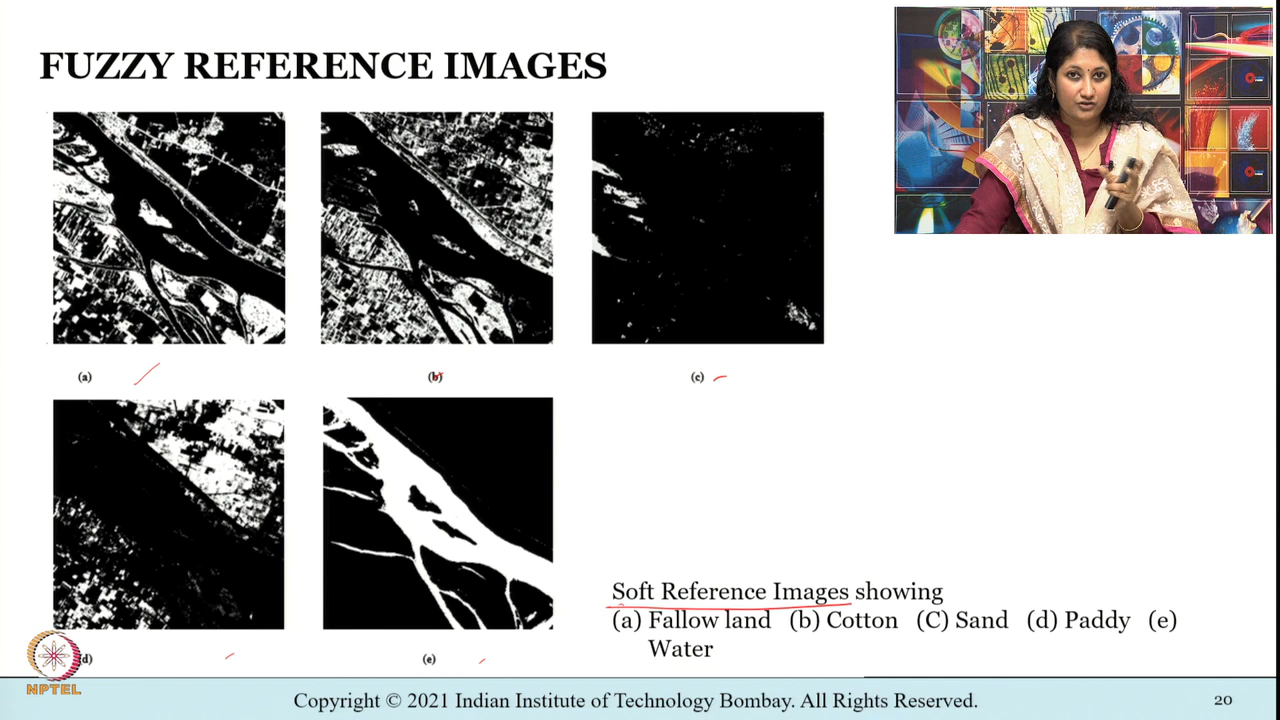 FUZZY REFERENCE IMAGES
(a)
(b)
(c)
(d)
(e)
Soft Reference Images showing
(a) Fallow land (b) Cotton (C) Sand (d) Paddy (e)
Water
NPTEL
Copyright © 2021 Indian Institute of Technology Bombay. All Rights Reserved.
20